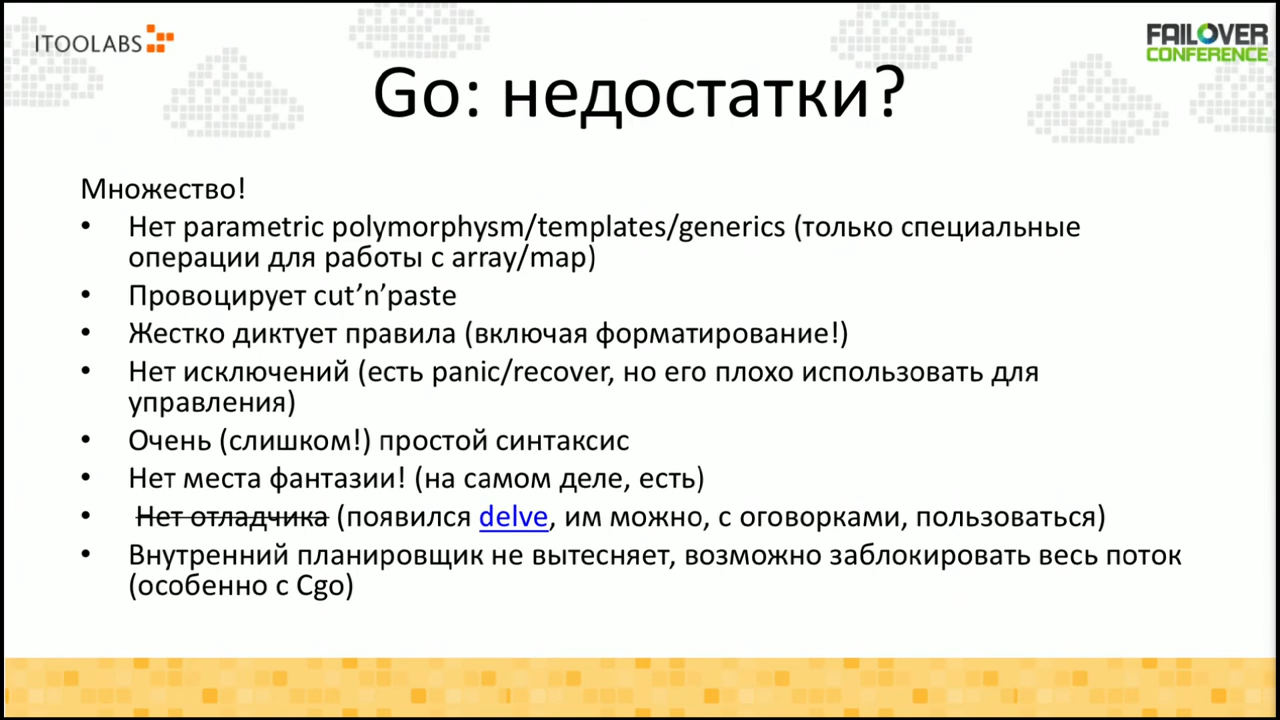 ITOOLABS
FAILOVER
CONFERENCE
Go: недостатки?
Множество!
• Нет parametric polymorphysm/templates/generics (только специальные
операции для работы с array/map)
• Провоцирует cut’n’paste
• Жестко диктует правила (включая форматирование!)
• Нет исключений (есть panic/recover, но его плохо использовать для
управления)
• Очень (слишком!) простой синтаксис
• Нет места фантазии! (на самом деле, есть)
• Нет отладчика (появился delve, им можно, с оговорками, пользоваться)
• Внутренний планировщик не вытесняет, возможно заблокировать весь поток
(особенно с Cgo)